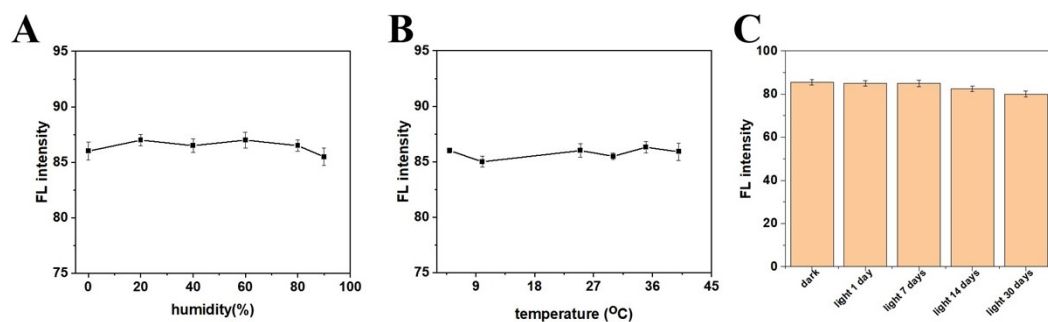 A
95
90
85
80
75
FL intensity
0 20 40 60 80 100
humidity(%)
B
95
90
85
80
75
FL intensity
9 18 27 36 45
temperature (⁰C)
C
100
80
60
40
20
0
FL intensity
dark
light 1 day
light 7 days
light 14 days
light 30 days